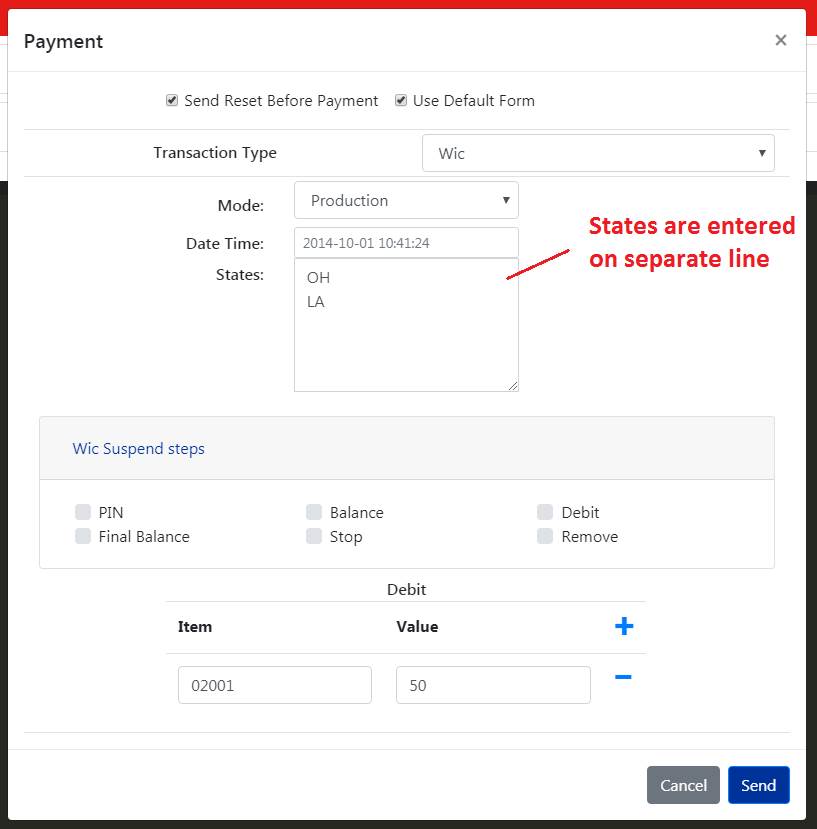 Payment ×
Send Reset Before Payment Use Default Form
Transaction Type Wic
Mode: Production
Date Time: 2014-10-01 10:41:24
States: OH
LA
States are entered
on separate line
Wic Suspend steps
PIN Balance Debit
Final Balance Stop Remove
Debit
Item Value +
02001 50 −
Cancel Send